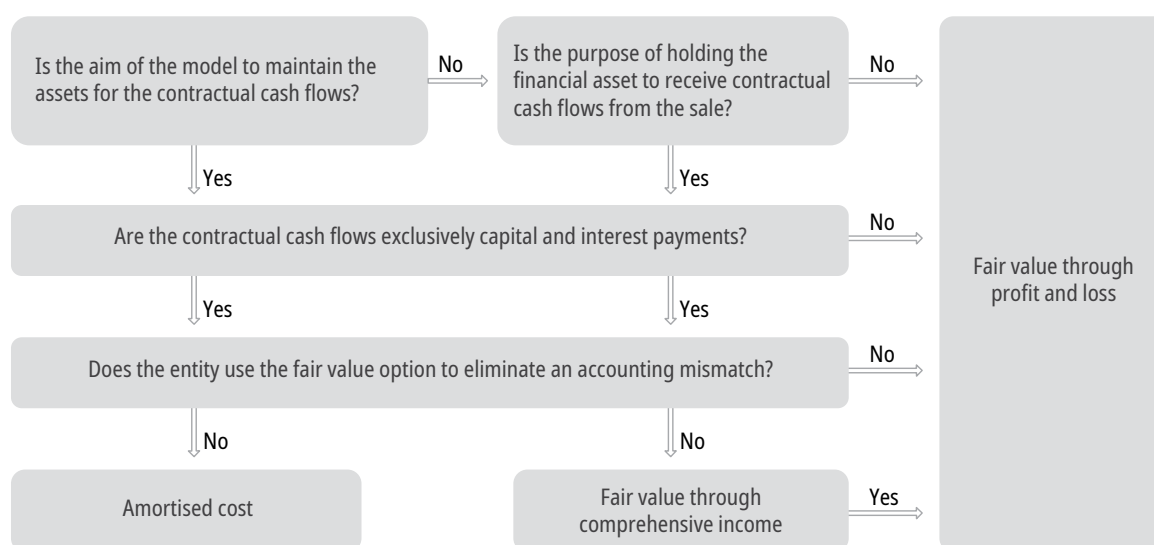 Is the aim of the model to maintain the
assets for the contractual cash flows?
No
Is the purpose of holding the
financial asset to receive contractual
cash flows from the sale?
No
Yes
Yes
Are the contractual cash flows exclusively capital and interest payments?
No
Fair value through
profit and loss
Yes
Yes
Does the entity use the fair value option to eliminate an accounting mismatch?
No
No
No
Amortised cost
Fair value through
comprehensive income
Yes